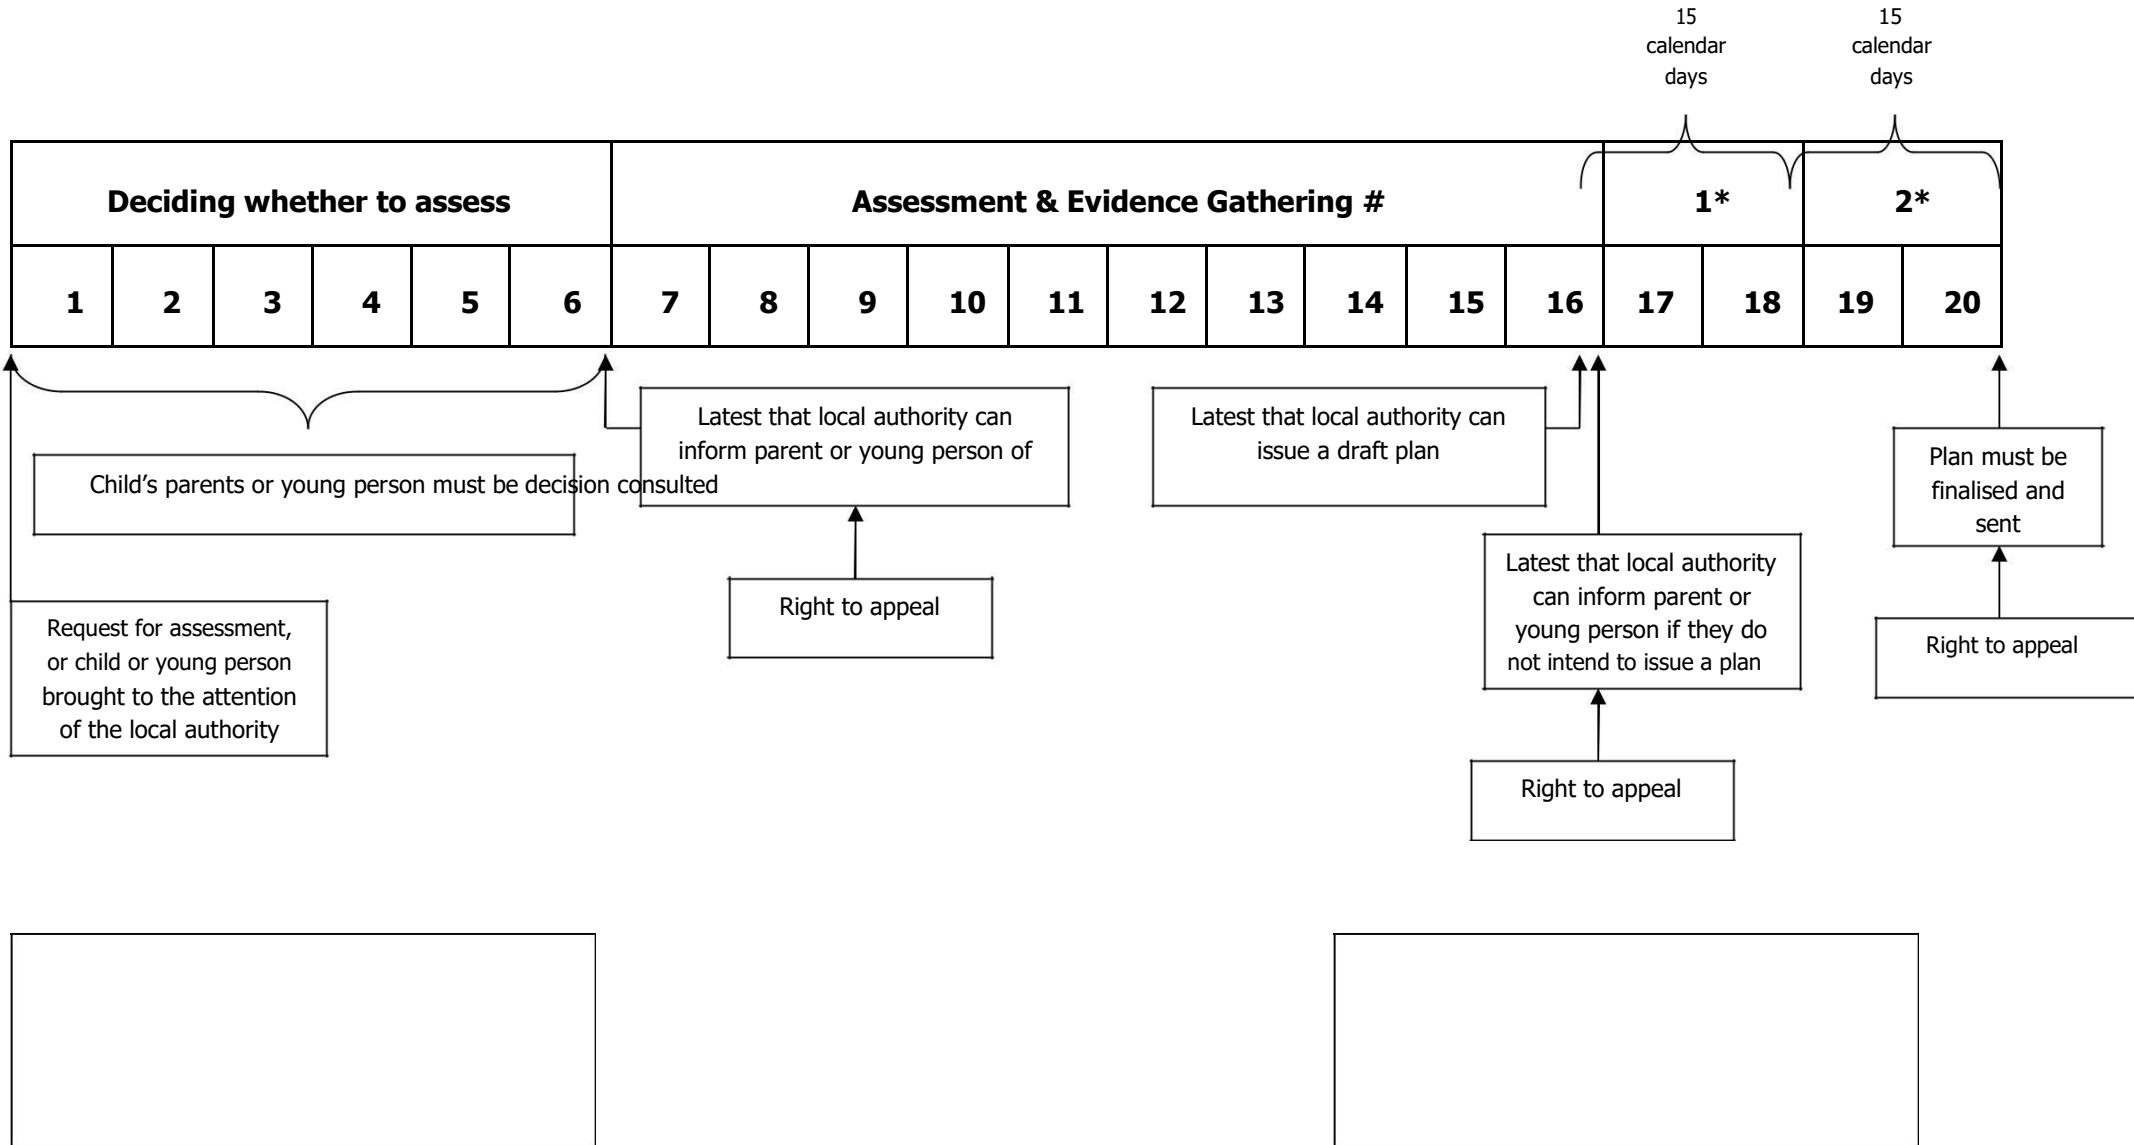 15
calendar
days
15
calendar
days
Deciding whether to assess
Assessment & Evidence Gathering #
1*
2*
1 2 3 4 5 6 7 8 9 10 11 12 13 14 15 16 17 18 19 20
Latest that local authority can
inform parent or young person of
Child’s parents or young person must be decision consulted
Latest that local authority can
issue a draft plan
Plan must be
finalised and
sent
Request for assessment,
or child or young person
brought to the attention
of the local authority
Right to appeal
Latest that local authority
can inform parent or
young person if they do
not intend to issue a plan
Right to appeal
Right to appeal